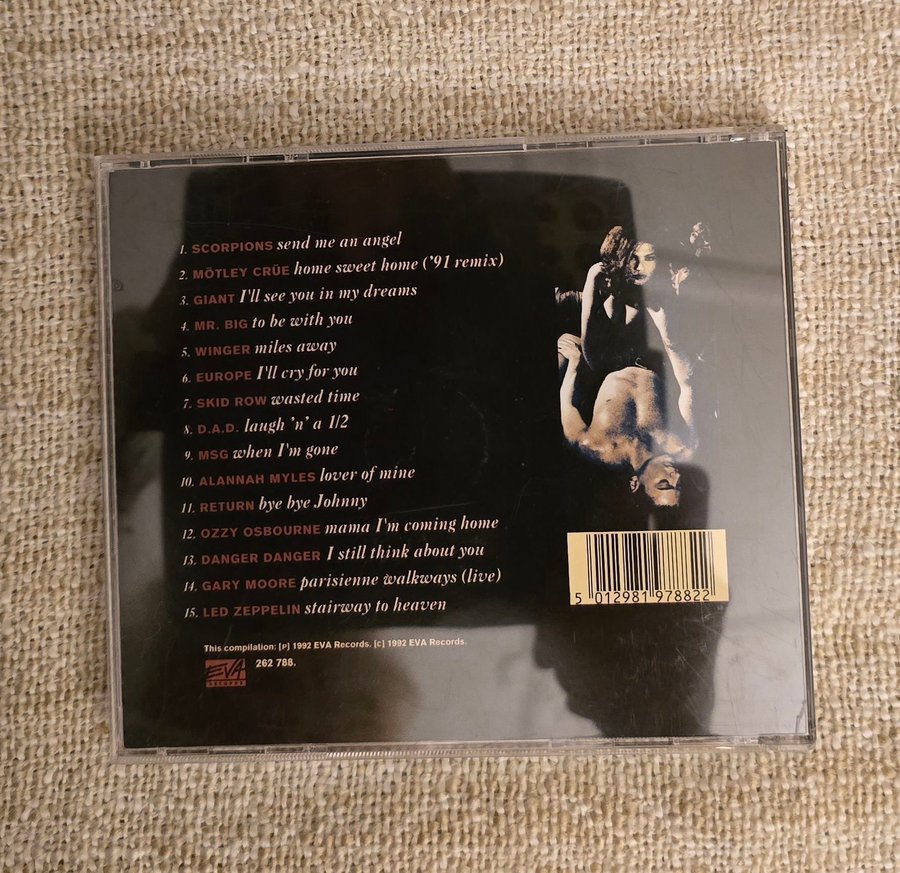 1. SCORPIONS send me an angel
2. MÖTLEY CRÜE home sweet home ('91 remix)
3. GIANT I'll see you in my dreams
4. MR. BIG to be with you
5. WINGER miles away
6. EUROPE I'll cry for you
7. SKID ROW wasted time
8. D.A.D. laugh 'n' a 1/2
9. MSG when I'm gone
10. ALANNAH MYLES lover of mine
11. RETURN bye bye Johnny
12. OZZY OSBOURNE mama I'm coming home
13. DANGER DANGER I still think about you
14. GARY MOORE parisienne walkways (live)
15. LED ZEPPELIN stairway to heaven
5 012981 978822
This compilation: [p] 1992 EVA Records. [c] 1992 EVA Records.
EVA
RECORDS
262 788.